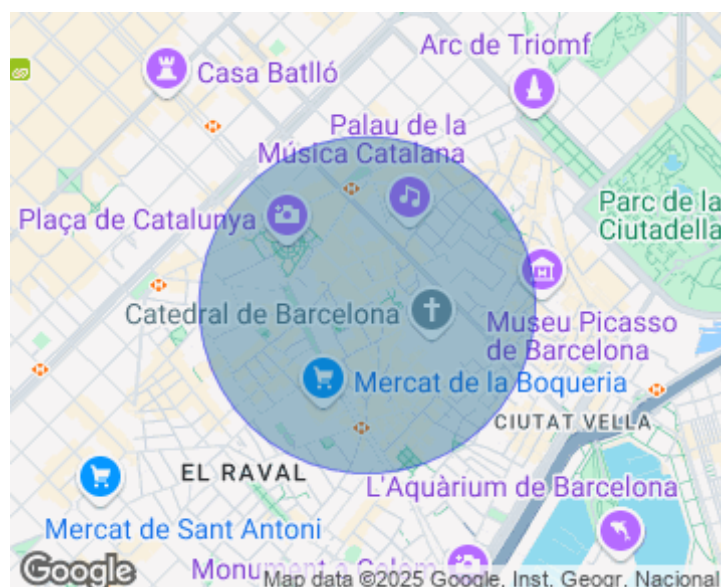 Arc de Triomf
Casa Batlló
Palau de la
Música Catalana
Parc de la
Ciutadella
Plaça de Catalunya
Catedral de Barcelona
Museu Picasso
de Barcelona
Mercat de la Boqueria
CIUTAT VELLA
EL RAVAL
L'Aquàrium de Barcelona
Mercat de Sant Antoni
Monument a Colom
Google
Map data ©2025 Google, Inst. Geogr. Nacional